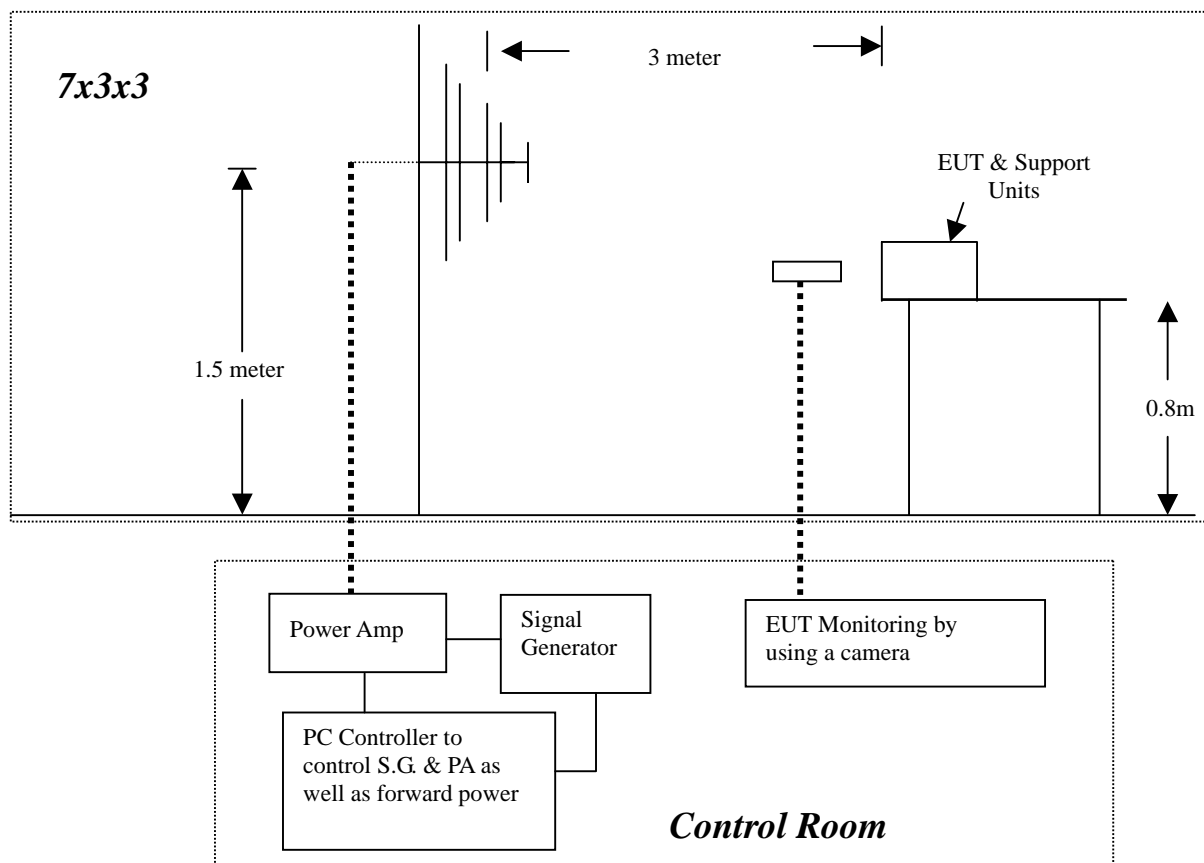 3 meter
7x3x3
EUT & Support
Units
1.5 meter
0.8m
Power Amp
Signal
Generator
EUT Monitoring by
using a camera
PC Controller to
control S.G. & PA as
well as forward power
Control Room